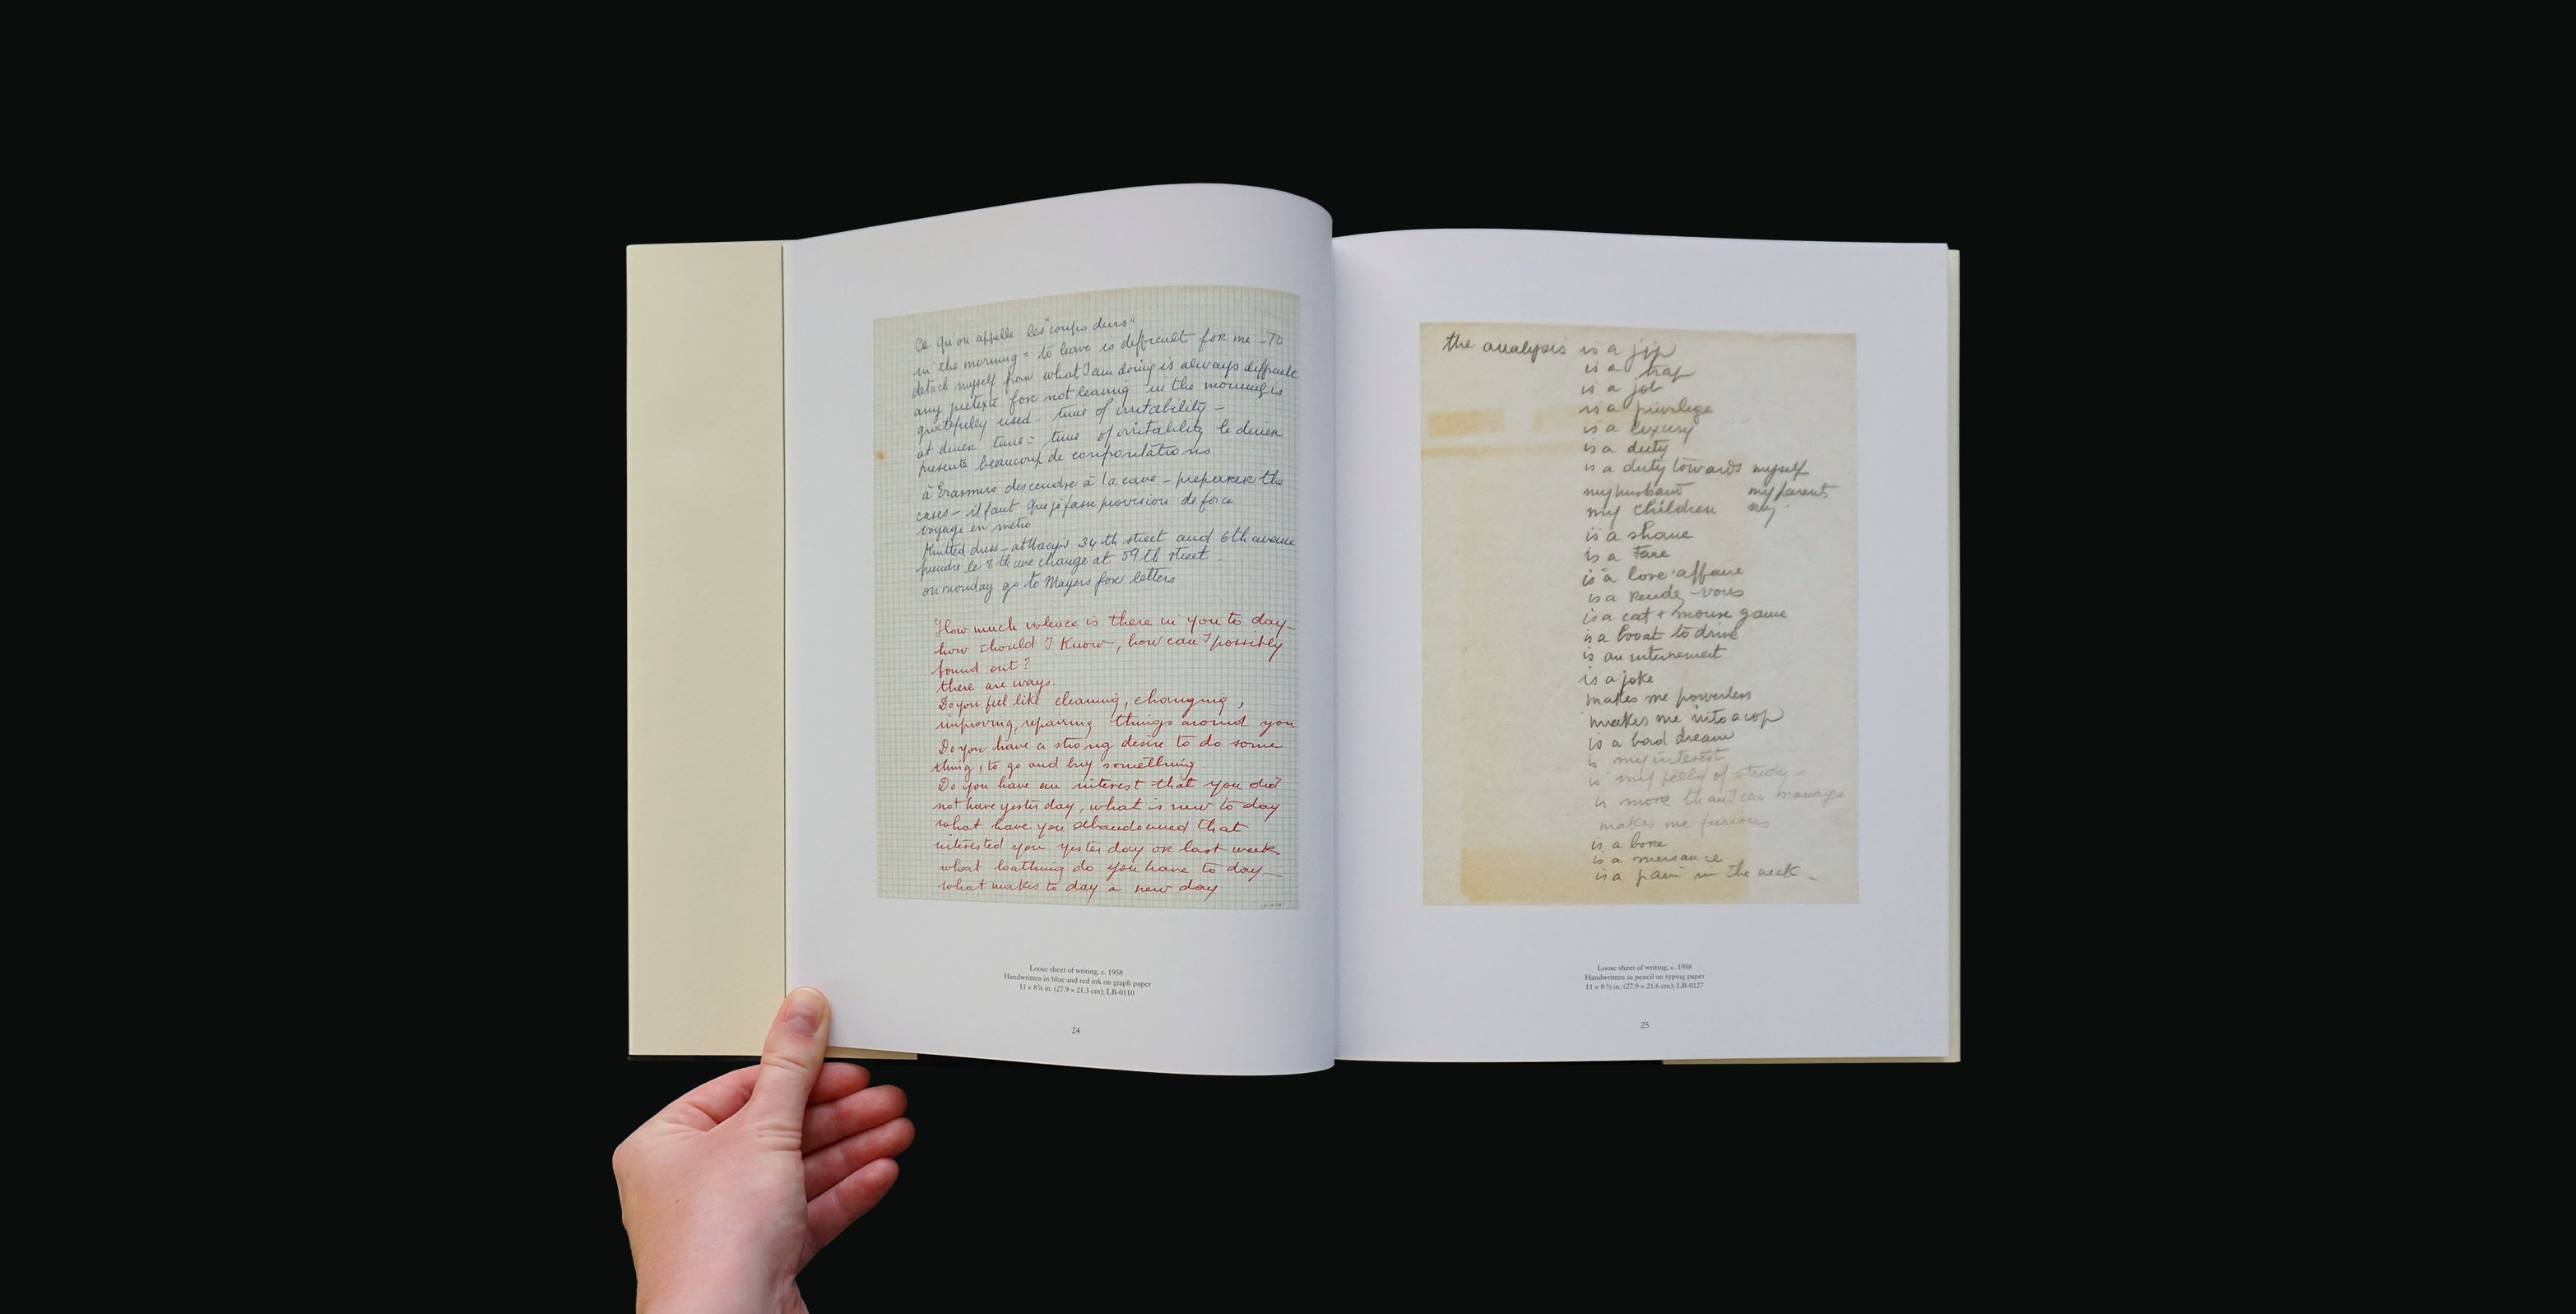 Ce qu'on appelle les "coups durs"
in the morning = to leave is difficult for me - To
detach myself from what I am doing is always difficult
any pretexte for not leaving in the morning is
gratefully used - time of irritability -
at diner time = time of irritability le diner
presente beaucoup de confrontations
à Erasmus descendre à la cave - preparer the
cases - il faut que je fasse provision de force
voyage en metro
Knitted dress - at Macys 34 th street and 6th avenue
prendre le 8 th ave change at 59 th street -
on monday go to Mayers for letters
How much violence is there in you to day -
how should I Know, how can I possibly
found out ?
there are ways.
Do you feel like cleaning, changing,
improving, repairing things around you
Do you have a strong desire to do some
thing, to go and buy something.
Do you have an interest that you did
not have yester day, what is new to day
what have you abandonned that
interested you yester day or last week
what loathing do you have to day -
what makes to day a new day
Loose sheet of writing, c. 1958
Handwritten in blue and red ink on graph paper
11 × 8⅜ in. (27.9 × 21.3 cm); LB-0110
24
the analysis is a jip
is a trap
is a job
is a privilege
is a luxury
is a duty
is a duty towards myself
my husband my parents
my children my
is a shame
is a farce
is a love affaire
is a rendez-vous
is a cat + mouse game
is a boat to drive
is an internement
is a joke
makes me powerless
makes me into a cop
is a bad dream
is my interest
is my field of study -
is more than I can manage
makes me furious
is a bore
is a nuisance
is a pain in the neck -
Loose sheet of writing, c. 1958
Handwritten in pencil on typing paper
11 × 8½ in. (27.9 × 21.6 cm); LB-0127
25